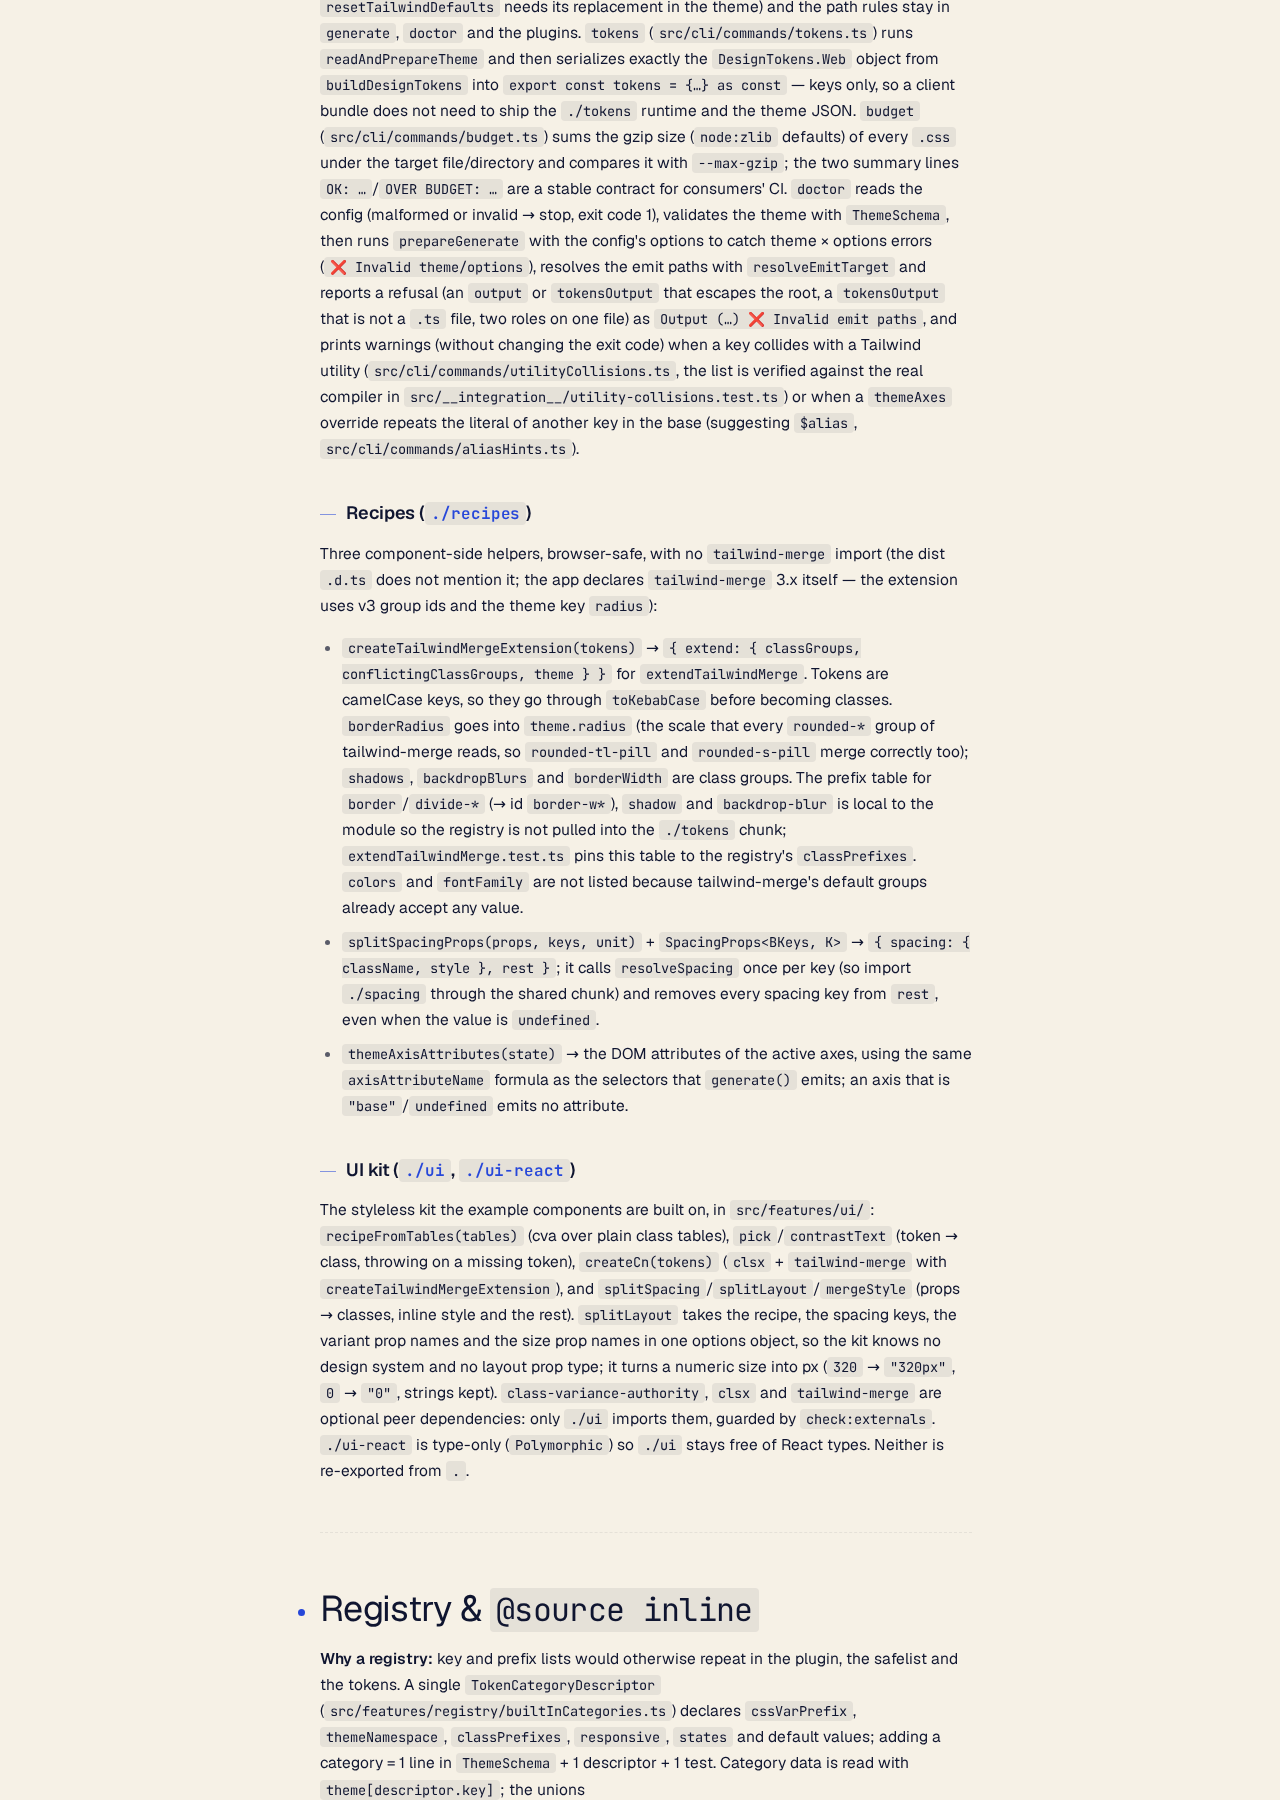 resetTailwindDefaults needs its replacement in the theme) and the path rules stay in
generate, doctor and the plugins. tokens (src/cli/commands/tokens.ts) runs
readAndPrepareTheme and then serializes exactly the DesignTokens.Web object from
buildDesignTokens into export const tokens = {…} as const — keys only, so a client
bundle does not need to ship the ./tokens runtime and the theme JSON. budget
(src/cli/commands/budget.ts) sums the gzip size (node:zlib defaults) of every .css
under the target file/directory and compares it with --max-gzip; the two summary lines
OK: …/OVER BUDGET: … are a stable contract for consumers' CI. doctor reads the
config (malformed or invalid → stop, exit code 1), validates the theme with ThemeSchema,
then runs prepareGenerate with the config's options to catch theme × options errors
(❌ Invalid theme/options), resolves the emit paths with resolveEmitTarget and
reports a refusal (an output or tokensOutput that escapes the root, a tokensOutput
that is not a .ts file, two roles on one file) as Output (…) ❌ Invalid emit paths, and
prints warnings (without changing the exit code) when a key collides with a Tailwind
utility (src/cli/commands/utilityCollisions.ts, the list is verified against the real
compiler in src/__integration__/utility-collisions.test.ts) or when a themeAxes
override repeats the literal of another key in the base (suggesting $alias,
src/cli/commands/aliasHints.ts).
— Recipes (./recipes)
Three component-side helpers, browser-safe, with no tailwind-merge import (the dist
.d.ts does not mention it; the app declares tailwind-merge 3.x itself — the extension
uses v3 group ids and the theme key radius):
• createTailwindMergeExtension(tokens) → { extend: { classGroups,
conflictingClassGroups, theme } } for extendTailwindMerge. Tokens are
camelCase keys, so they go through toKebabCase before becoming classes.
borderRadius goes into theme.radius (the scale that every rounded-* group of
tailwind-merge reads, so rounded-tl-pill and rounded-s-pill merge correctly too);
shadows, backdropBlurs and borderWidth are class groups. The prefix table for
border/divide-* (→ id border-w*), shadow and backdrop-blur is local to the
module so the registry is not pulled into the ./tokens chunk;
extendTailwindMerge.test.ts pins this table to the registry's classPrefixes.
colors and fontFamily are not listed because tailwind-merge's default groups
already accept any value.
• splitSpacingProps(props, keys, unit) + SpacingProps<BKeys, K> → { spacing: {
className, style }, rest }; it calls resolveSpacing once per key (so import
./spacing through the shared chunk) and removes every spacing key from rest,
even when the value is undefined.
• themeAxisAttributes(state) → the DOM attributes of the active axes, using the same
axisAttributeName formula as the selectors that generate() emits; an axis that is
"base"/undefined emits no attribute.
— UI kit (./ui, ./ui-react)
The styleless kit the example components are built on, in src/features/ui/:
recipeFromTables(tables) (cva over plain class tables), pick/contrastText (token →
class, throwing on a missing token), createCn(tokens) (clsx + tailwind-merge with
createTailwindMergeExtension), and splitSpacing/splitLayout/mergeStyle (props
→ classes, inline style and the rest). splitLayout takes the recipe, the spacing keys, the
variant prop names and the size prop names in one options object, so the kit knows no
design system and no layout prop type; it turns a numeric size into px (320 → "320px",
0 → "0", strings kept). class-variance-authority, clsx and tailwind-merge are
optional peer dependencies: only ./ui imports them, guarded by check:externals.
./ui-react is type-only (Polymorphic) so ./ui stays free of React types. Neither is
re-exported from ..
• Registry & @source inline
Why a registry: key and prefix lists would otherwise repeat in the plugin, the safelist and
the tokens. A single TokenCategoryDescriptor
(src/features/registry/builtInCategories.ts) declares cssVarPrefix,
themeNamespace, classPrefixes, responsive, states and default values; adding a
category = 1 line in ThemeSchema + 1 descriptor + 1 test. Category data is read with
theme[descriptor.key]; the unions